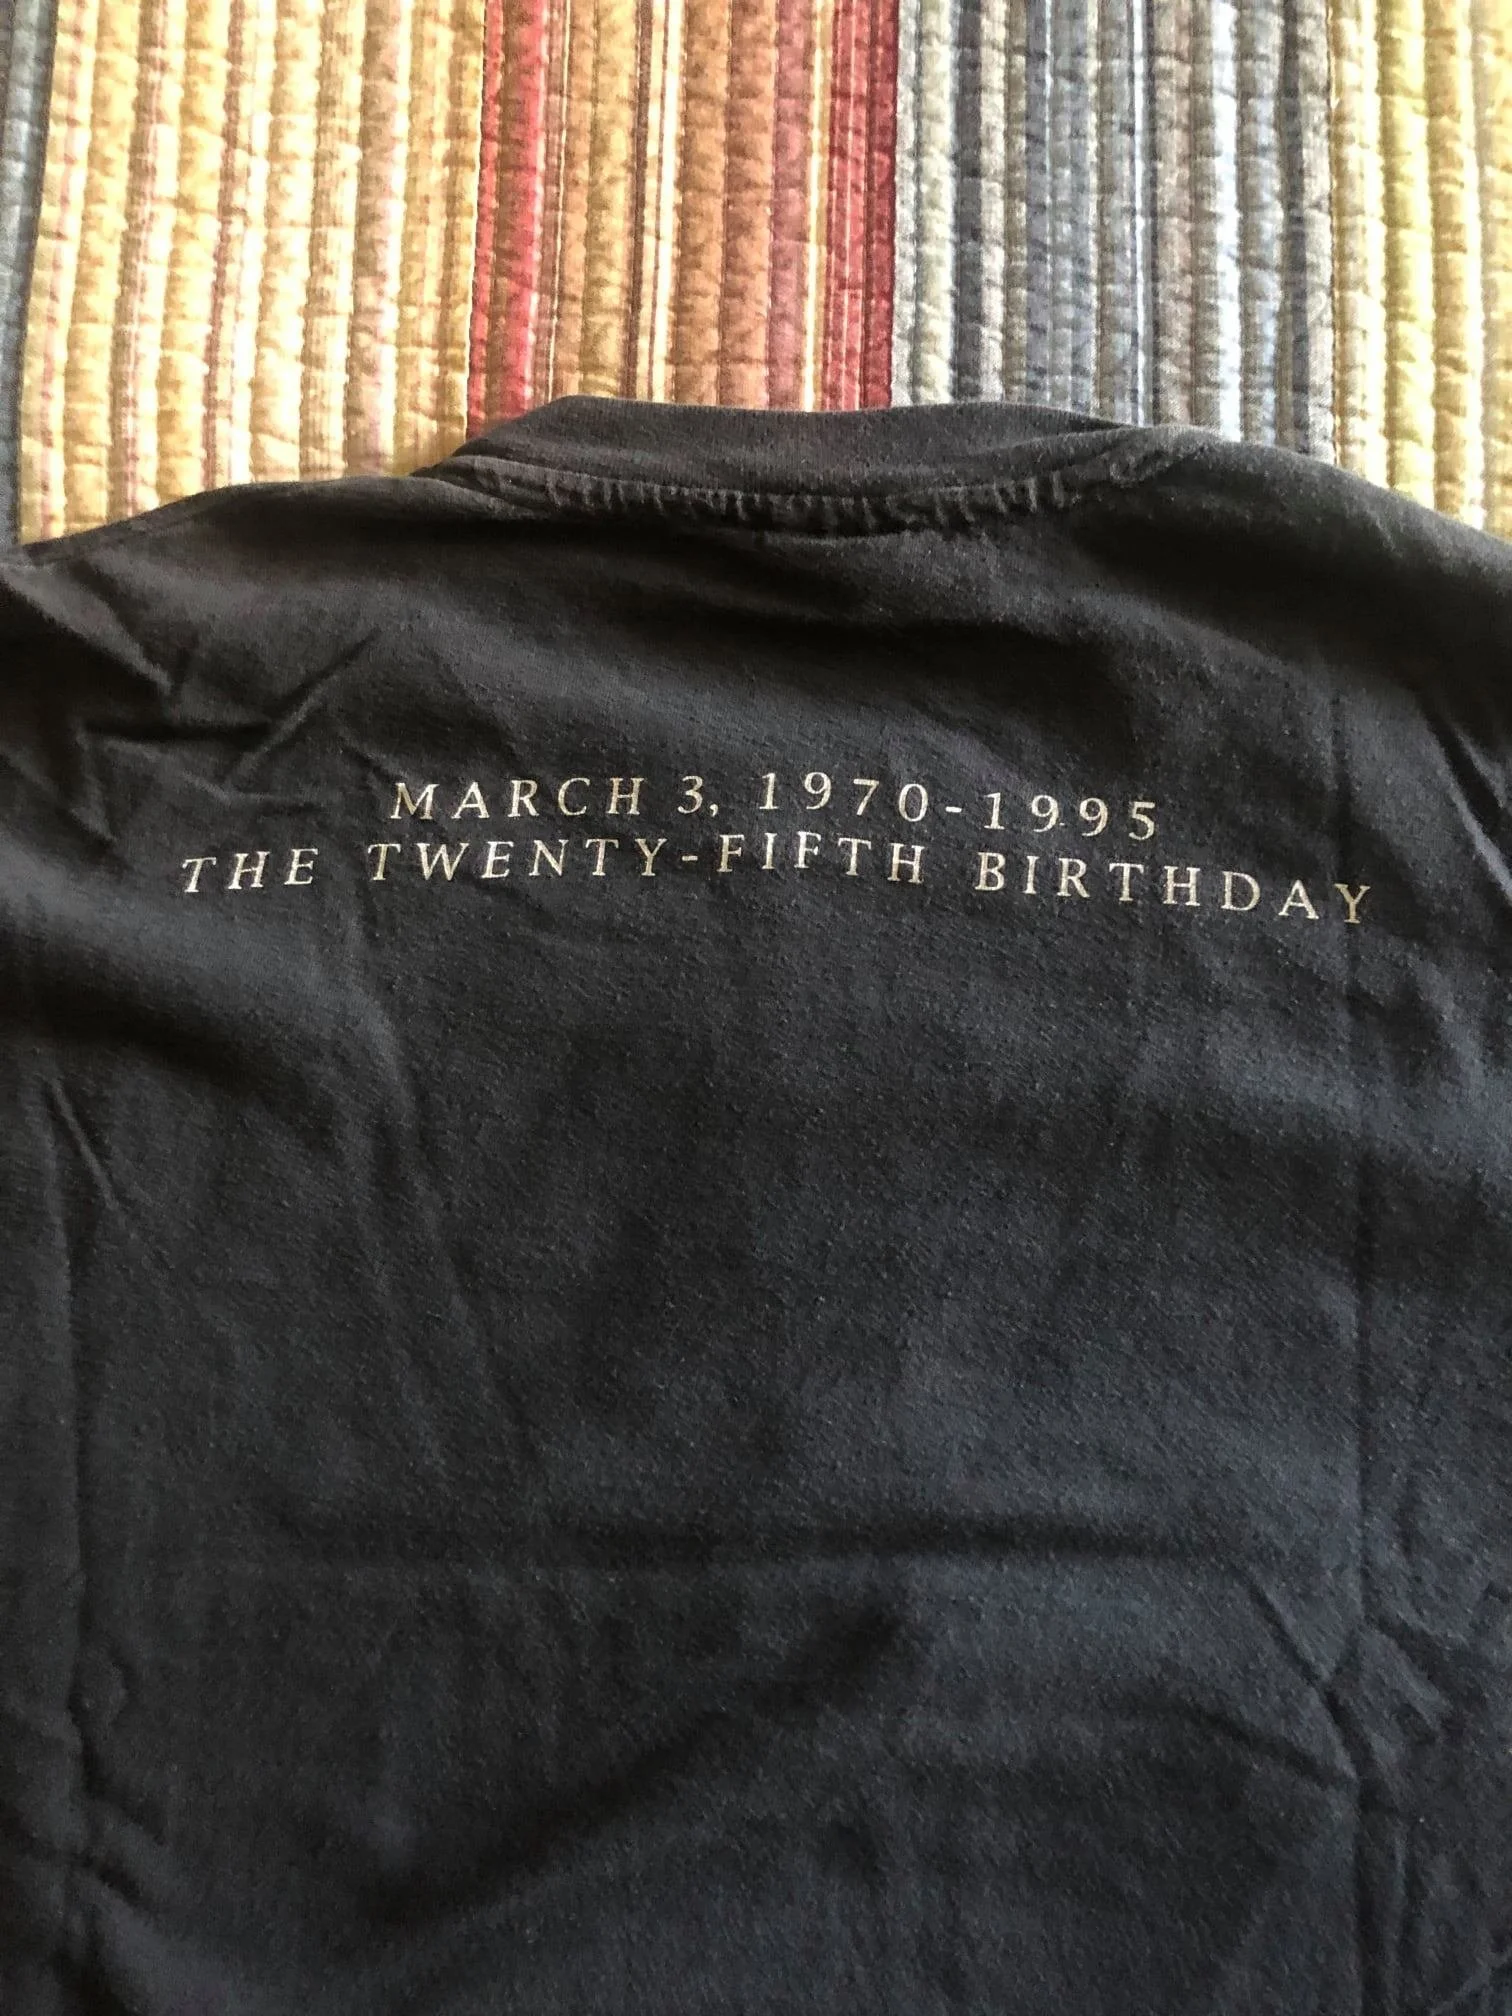 MARCH 3, 1970-1995
THE TWENTY-FIFTH BIRTHDAY